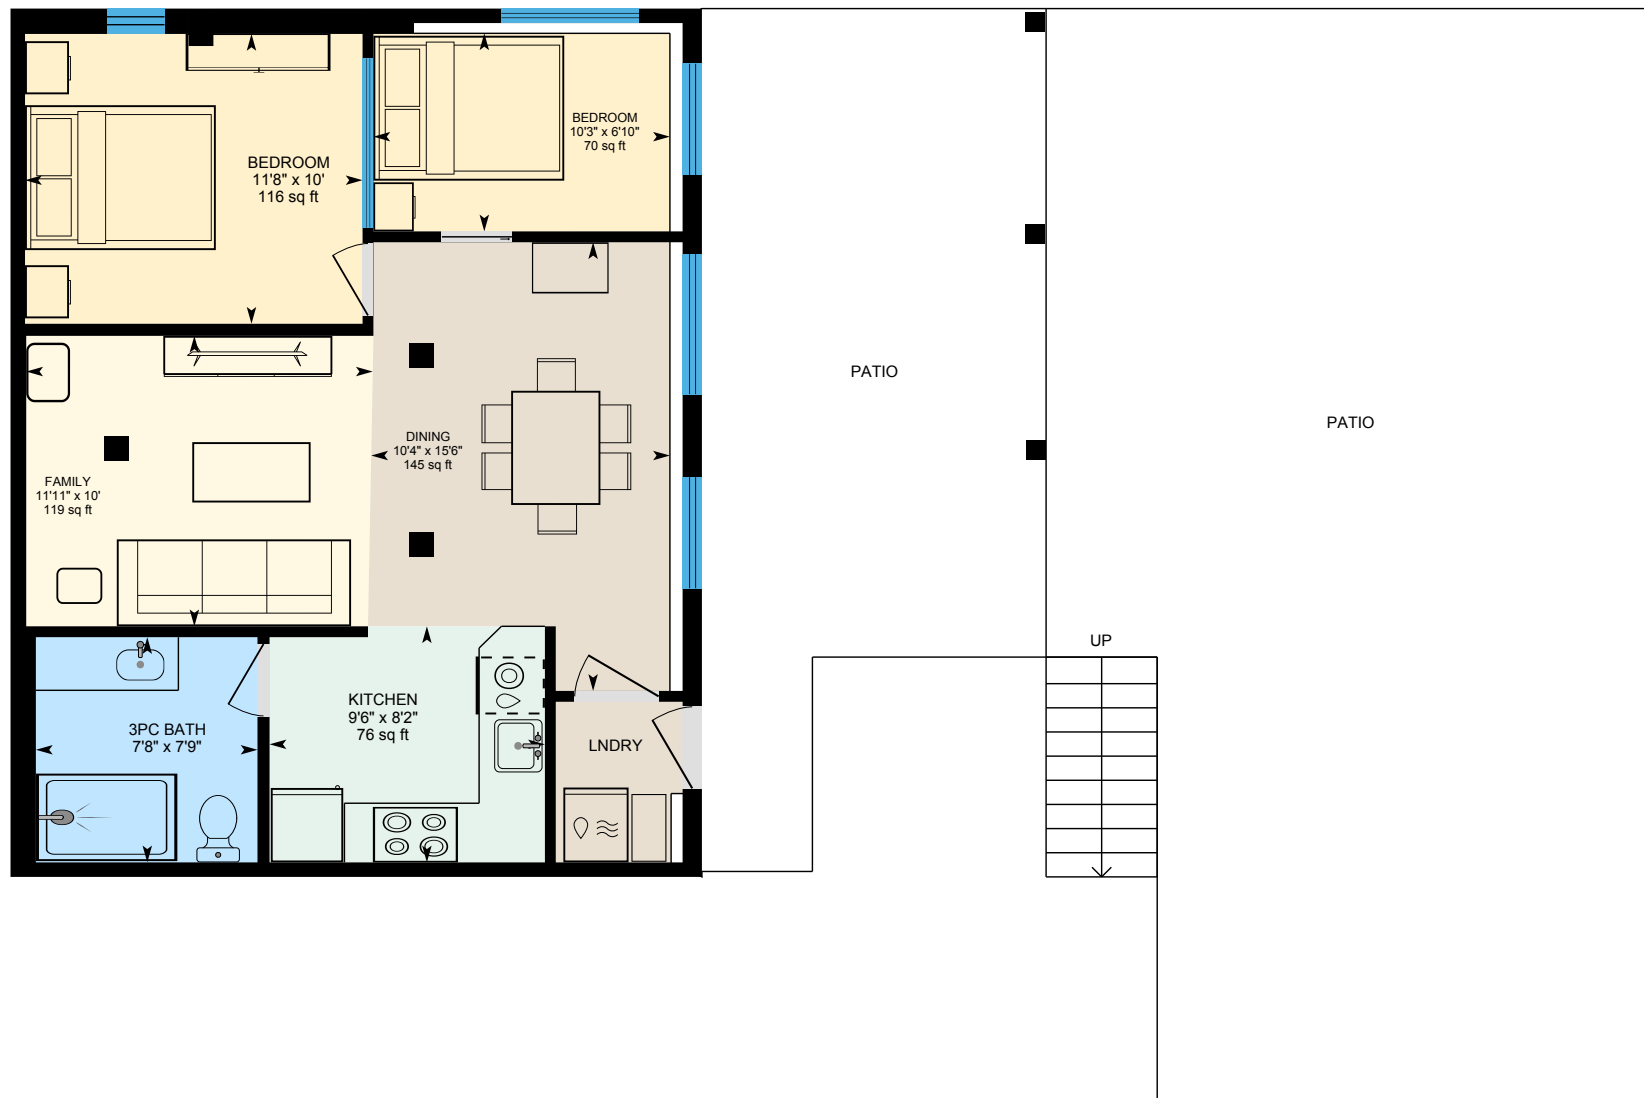 BEDROOM
11'8" x 10'
116 sq ft
BEDROOM
10'3" x 6'10"
70 sq ft
PATIO
PATIO
DINING
10'4" x 15'6"
145 sq ft
FAMILY
11'11" x 10'
119 sq ft
UP
KITCHEN
9'6" x 8'2"
76 sq ft
3PC BATH
7'8" x 7'9"
LNDRY